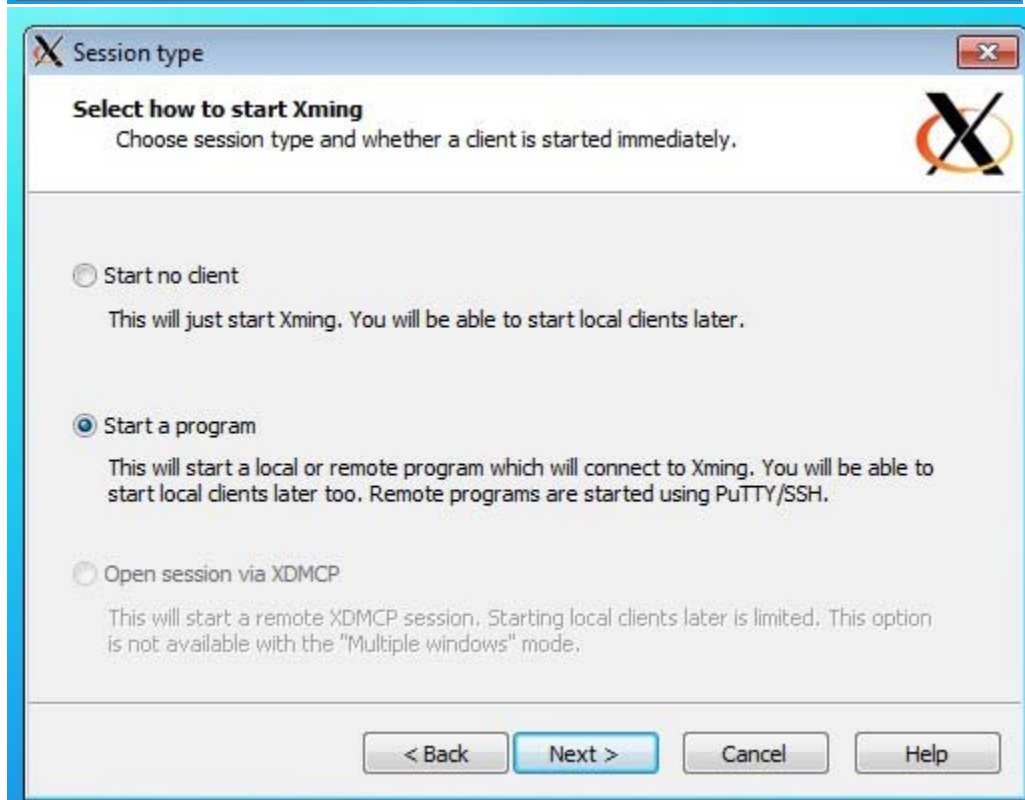 Session type
Select how to start Xming
Choose session type and whether a client is started immediately.
Start no client
This will just start Xming. You will be able to start local clients later.
Start a program
This will start a local or remote program which will connect to Xming. You will be able to
start local clients later too. Remote programs are started using PuTTY/SSH.
Open session via XDMCP
This will start a remote XDMCP session. Starting local clients later is limited. This option
is not available with the "Multiple windows" mode.
< Back Next > Cancel Help